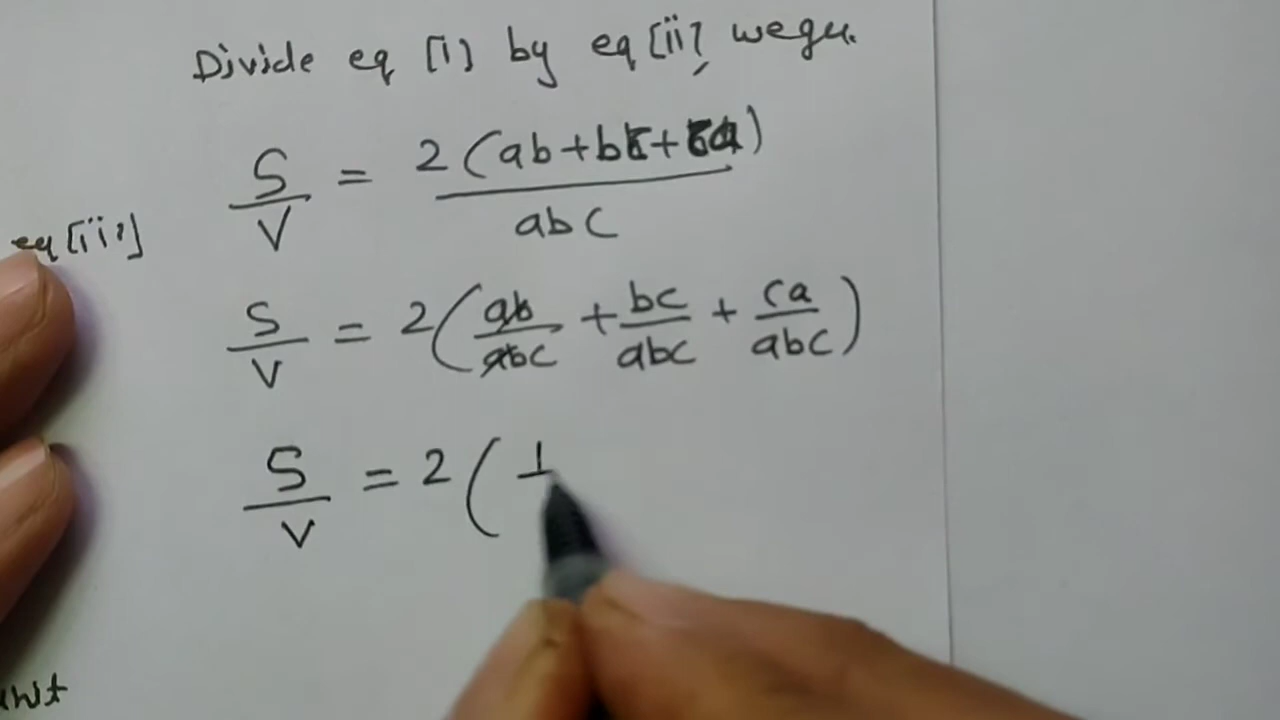 Divide eq [i] by eq [ii], we
S/V = 2(ab+bc+ca)/abc
eq [ii]
S/V = 2(ab/abc + bc/abc + ca/abc)
S/V = 2(1